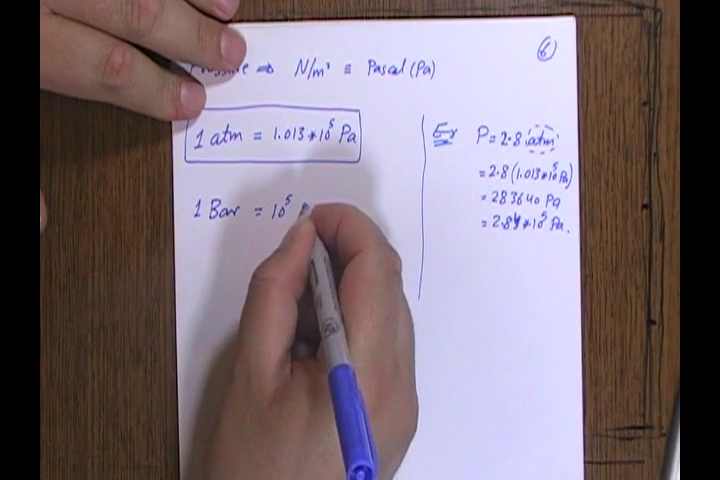 6
Pressure ⇒ N/m² ≡ Pascal (Pa)
1 atm = 1.013*10⁵ Pa
1 Bar = 10⁵
Ex P = 2.8 atm
= 2.8 (1.013*10⁵ Pa)
= 283640 Pa
= 2.84*10⁵ Pa.